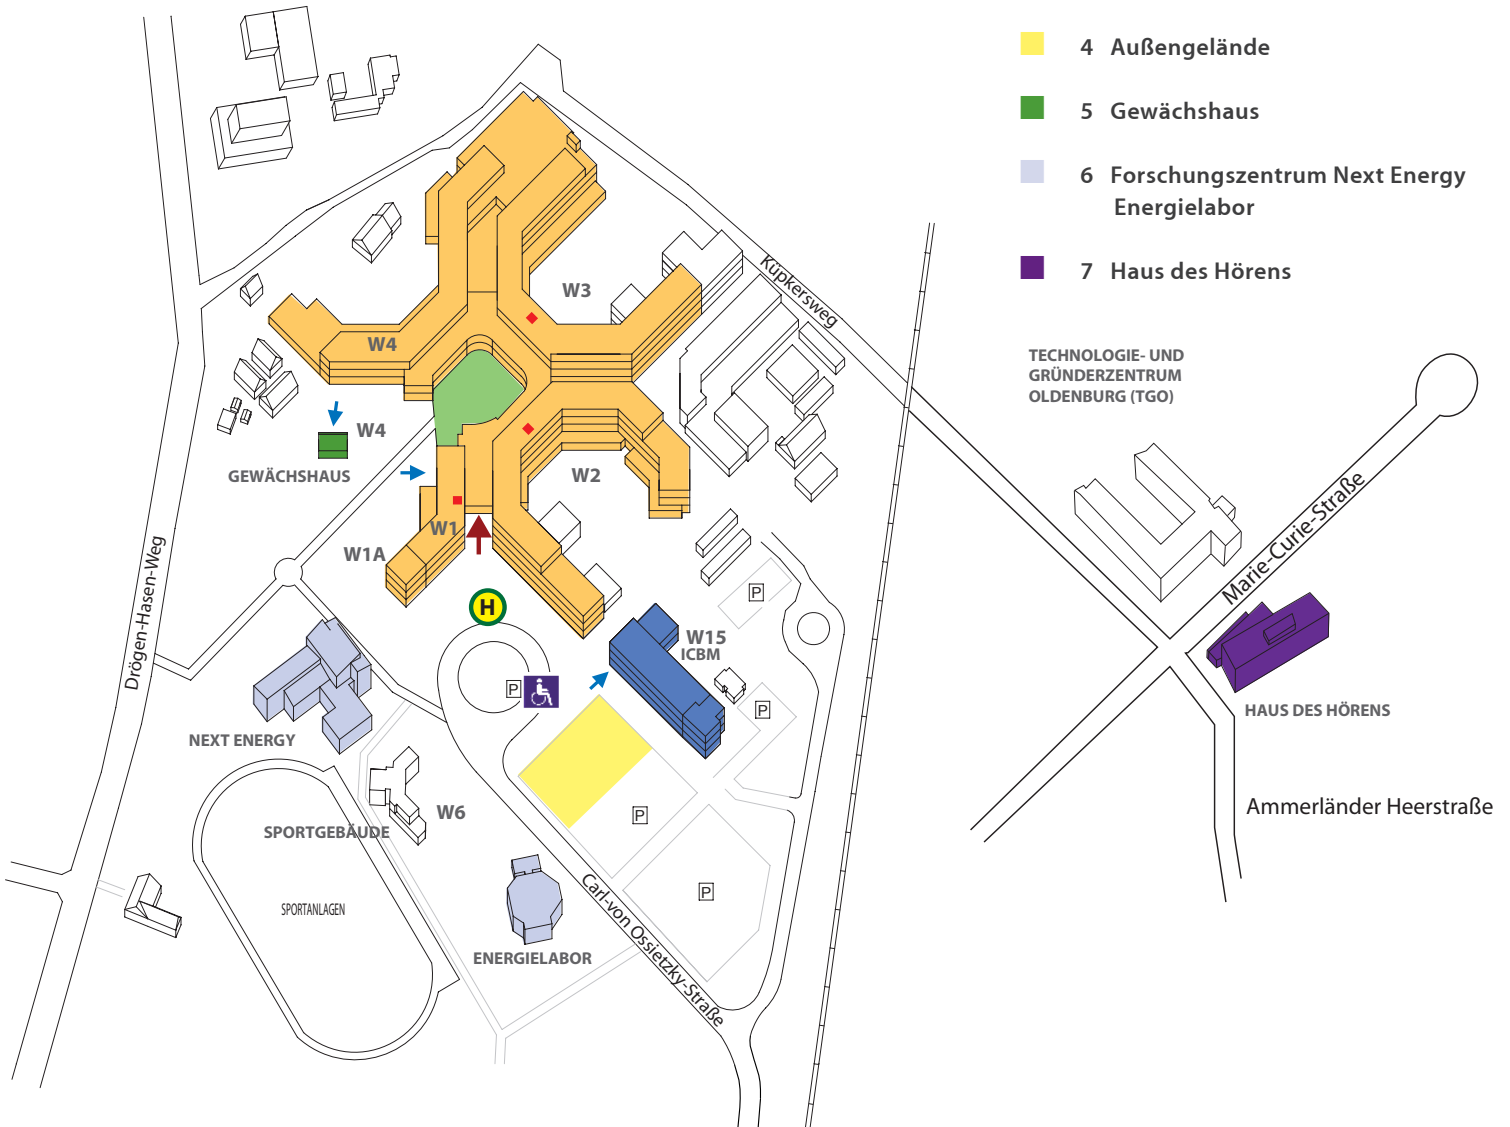 4 Außengelände
5 Gewächshaus
6 Forschungszentrum Next Energy
Energielabor
7 Haus des Hörens
Küpkersweg
W3
W4
TECHNOLOGIE- UND
GRÜNDERZENTRUM
OLDENBURG (TGO)
W4
GEWÄCHSHAUS
W2
W1
W1A
Marie-Curie-Straße
Drögen-Hasen-Weg
P
H
W15
ICBM
P
P
HAUS DES HÖRENS
NEXT ENERGY
Ammerländer Heerstraße
W6
P
SPORTGEBÄUDE
P
SPORTANLAGEN
Carl-von Ossietzky-Straße
ENERGIELABOR